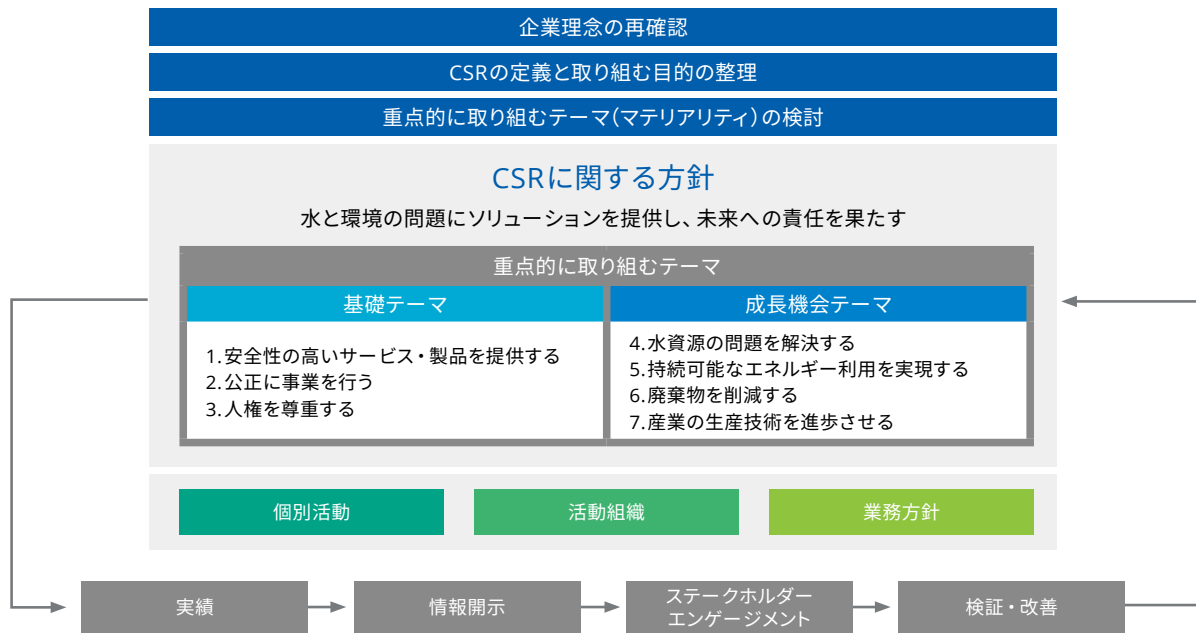 企業理念の再確認
CSRの定義と取り組む目的の整理
重点的に取り組むテーマ(マテリアリティ)の検討
CSRに関する方針
水と環境の問題にソリューションを提供し、未来への責任を果たす
重点的に取り組むテーマ
基礎テーマ
1.安全性の高いサービス・製品を提供する
2.公正に事業を行う
3.人権を尊重する
成長機会テーマ
4.水資源の問題を解決する
5.持続可能なエネルギー利用を実現する
6.廃棄物を削減する
7.産業の生産技術を進歩させる
個別活動
活動組織
業務方針
実績
情報開示
ステークホルダー
エンゲージメント
検証・改善